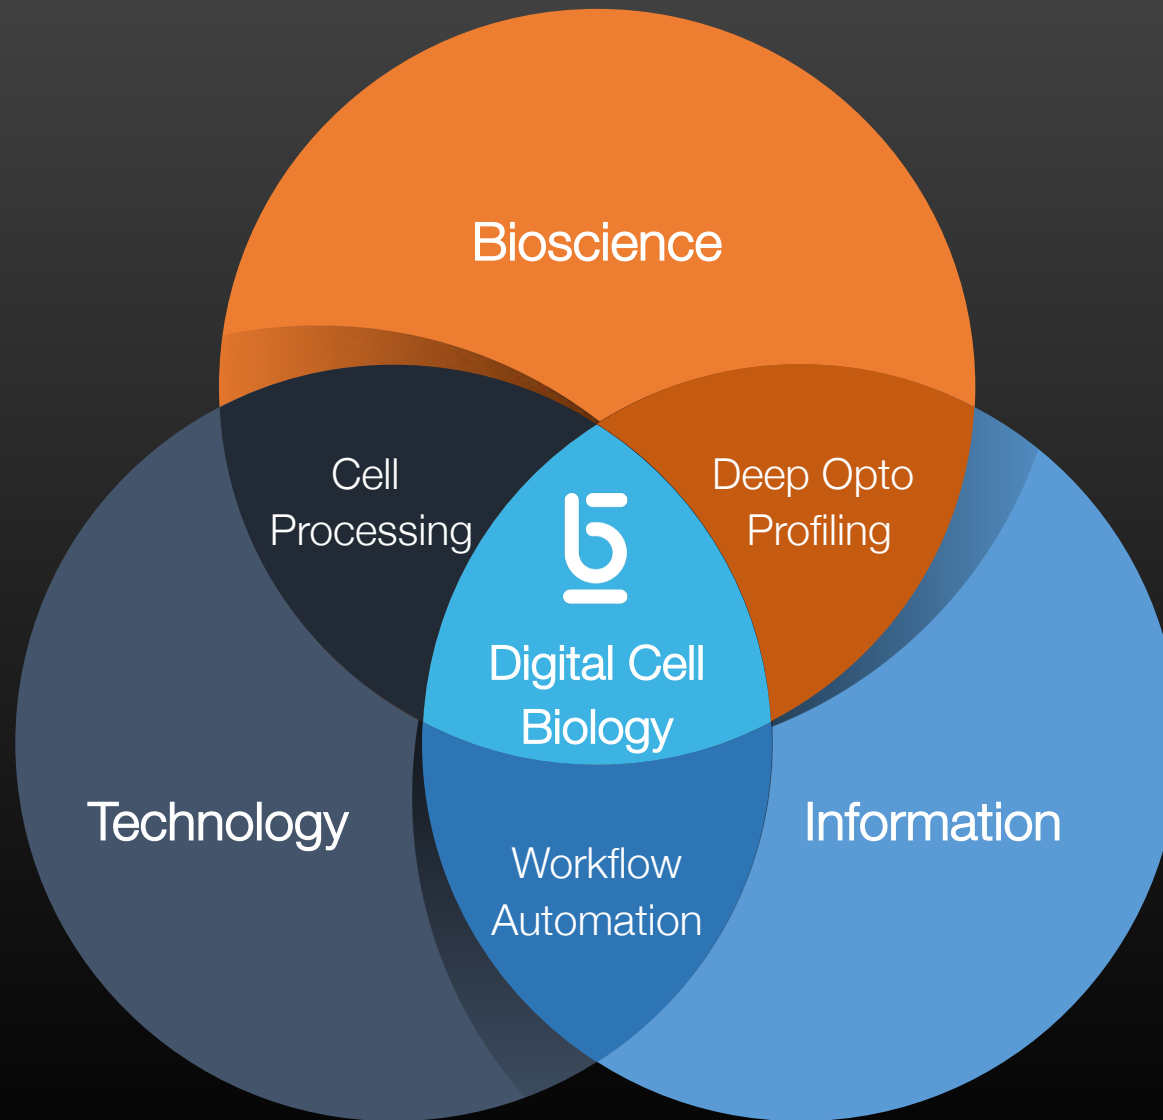 Bioscience
Cell
Processing
Deep Opto
Profiling
Digital Cell
Biology
Technology
Information
Workflow
Automation